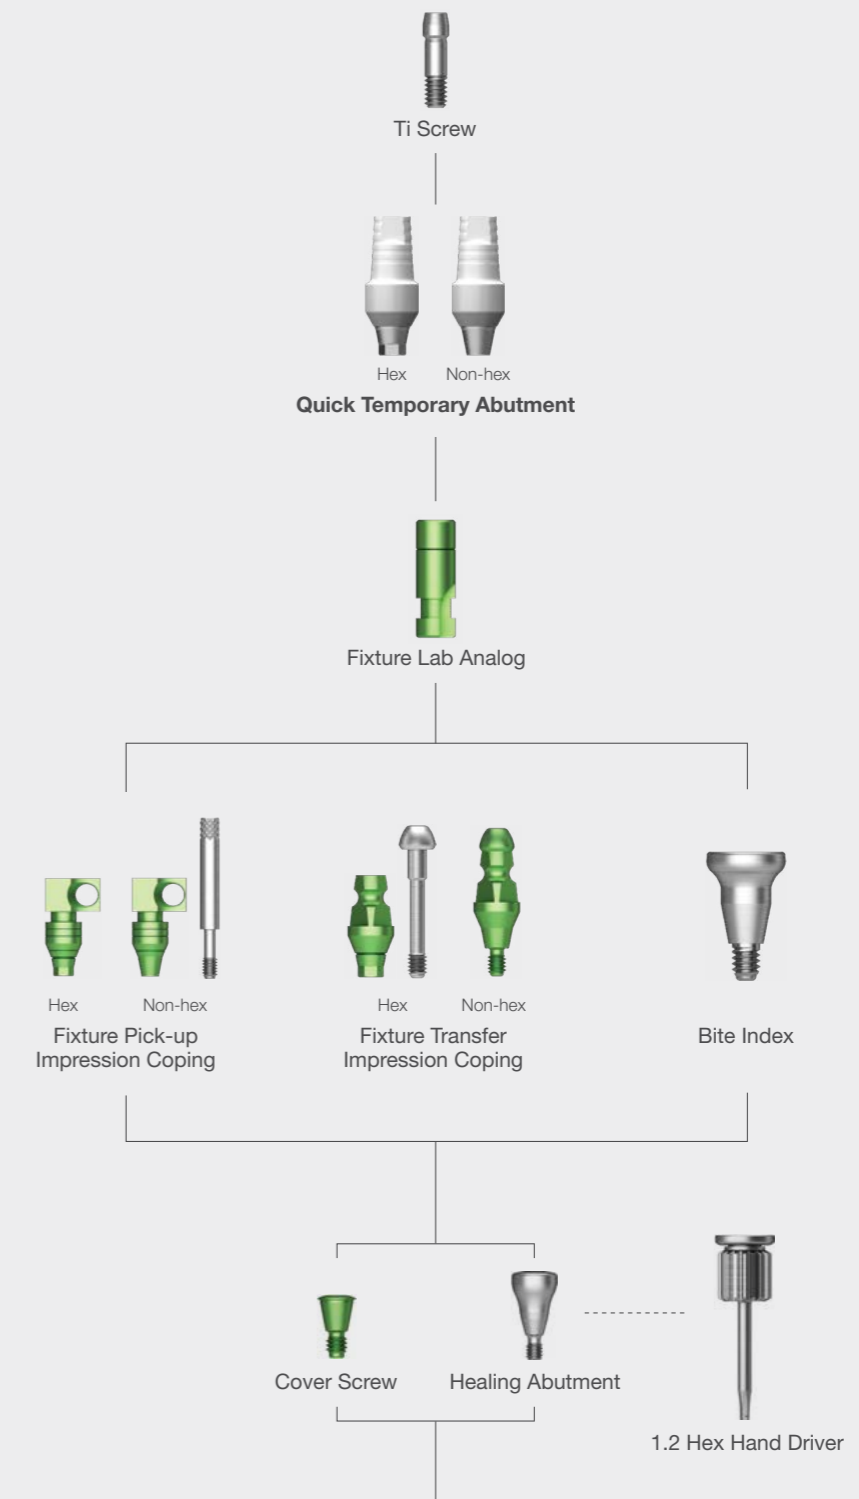 Ti Screw
Hex Non-hex
Quick Temporary Abutment
Fixture Lab Analog
Hex Non-hex
Fixture Pick-up
Impression Coping
Hex Non-hex
Fixture Transfer
Impression Coping
Bite Index
Cover Screw
Healing Abutment
1.2 Hex Hand Driver